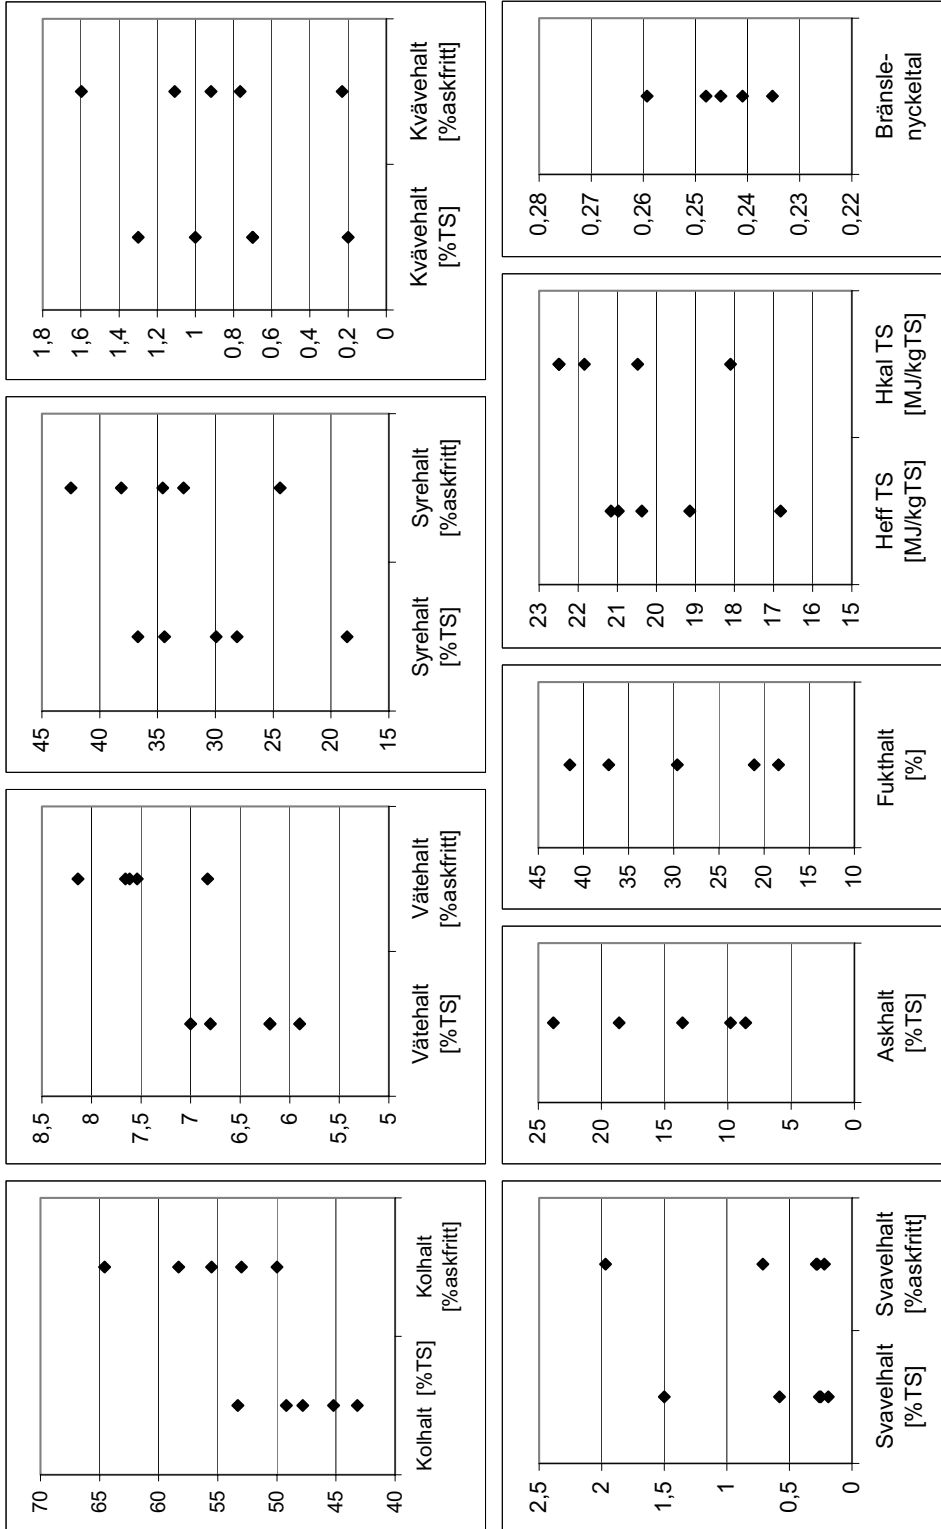 70
65
60
55
50
45
40
Kolhalt [%TS]
Kolhalt
[%askfritt]
8,5
8
7,5
7
6,5
6
5,5
5
Vätehalt
[%TS]
Vätehalt
[%askfritt]
45
40
35
30
25
20
15
Syrehalt
[%TS]
Syrehalt
[%askfritt]
1,8
1,6
1,4
1,2
1
0,8
0,6
0,4
0,2
0
Kvävehalt
[%TS]
Kvävehalt
[%askfritt]
2,5
2
1,5
1
0,5
0
Svavelhalt
[%TS]
Svavelhalt
[%askfritt]
25
20
15
10
5
0
Askhalt
[%TS]
45
40
35
30
25
20
15
10
Fukthalt
[%]
23
22
21
20
19
18
17
16
15
Heff TS
[MJ/kgTS]
Hkal TS
[MJ/kgTS]
0,28
0,27
0,26
0,25
0,24
0,23
0,22
Bränsle-
nyckeltal